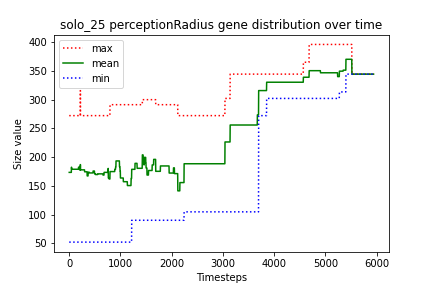 solo_25 perceptionRadius gene distribution over time
max
mean
min
Size value
400
350
300
250
200
150
100
50
0
1000
2000
3000
4000
5000
6000
Timesteps